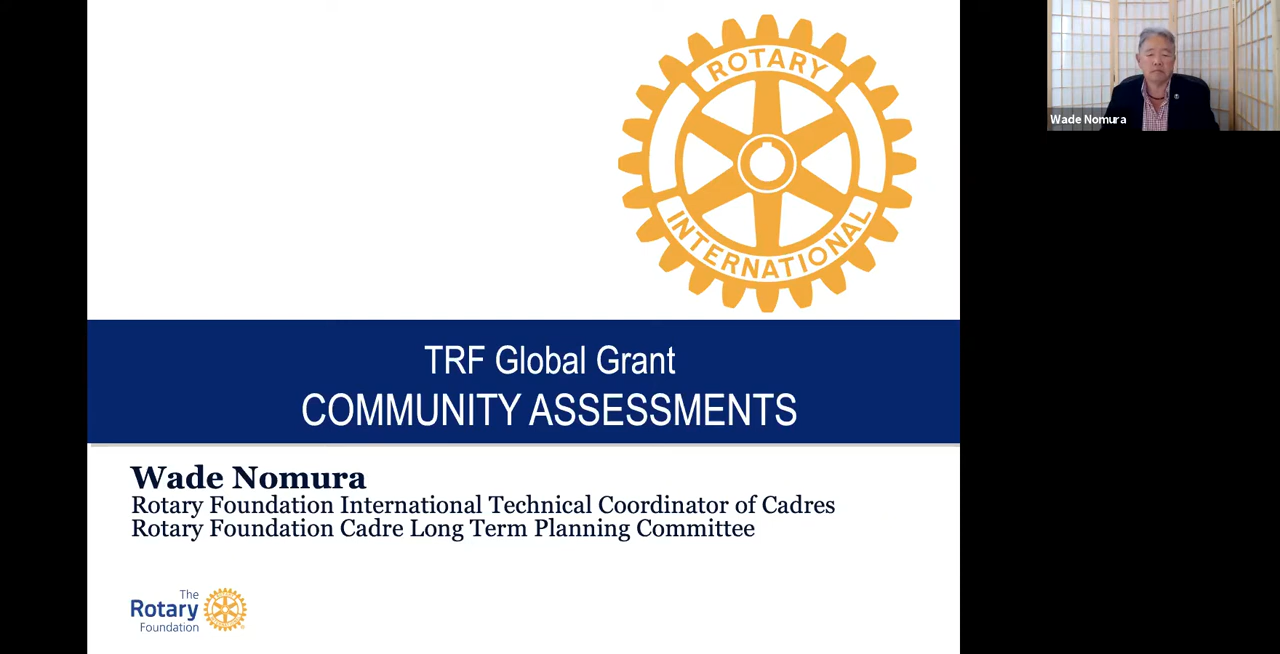 ROTARY
INTERNATIONAL
Wade Nomura
TRF Global Grant
COMMUNITY ASSESSMENTS
Wade Nomura
Rotary Foundation International Technical Coordinator of Cadres
Rotary Foundation Cadre Long Term Planning Committee
The
Rotary
Foundation